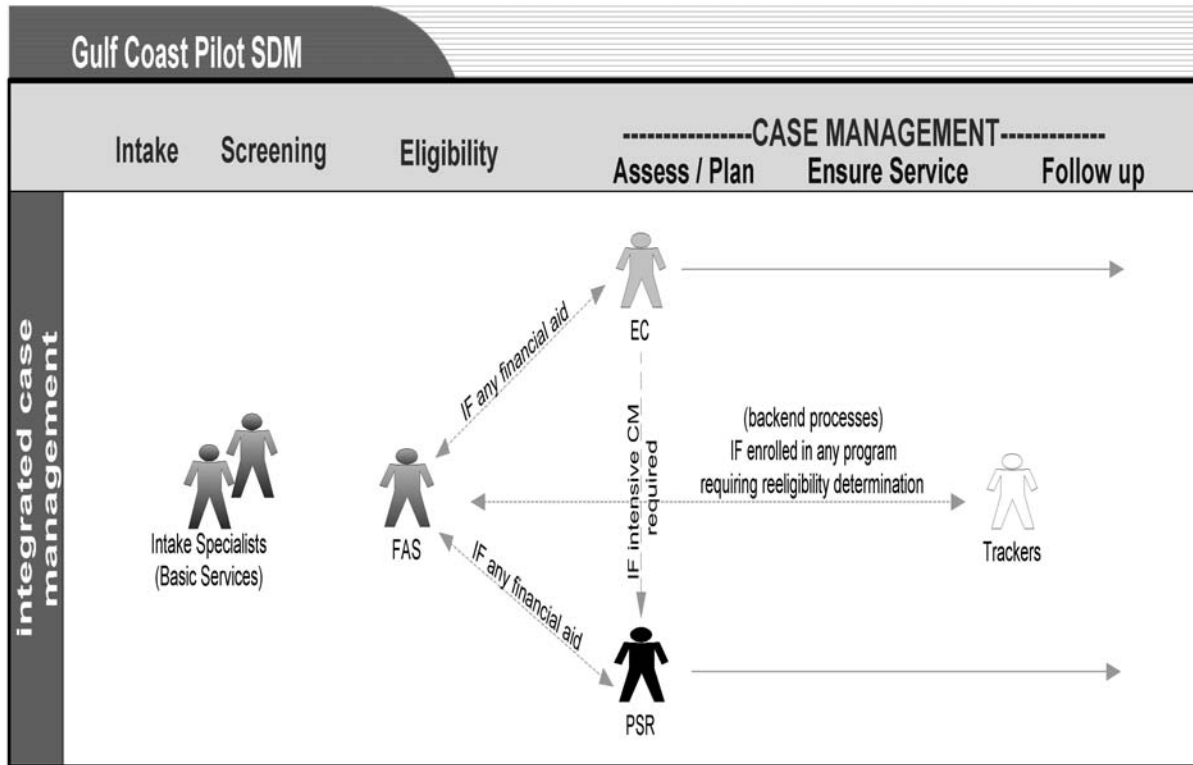 Gulf Coast Pilot SDM
Intake
Screening
Eligibility
----------------CASE MANAGEMENT-------------
Assess / Plan
Ensure Service
Follow up
integrated case
management
EC
IF any financial aid
IF intensive CM
required
(backend processes)
IF enrolled in any program
requiring reeligibility determination
Intake Specialists
(Basic Services)
FAS
Trackers
IF any financial aid
PSR